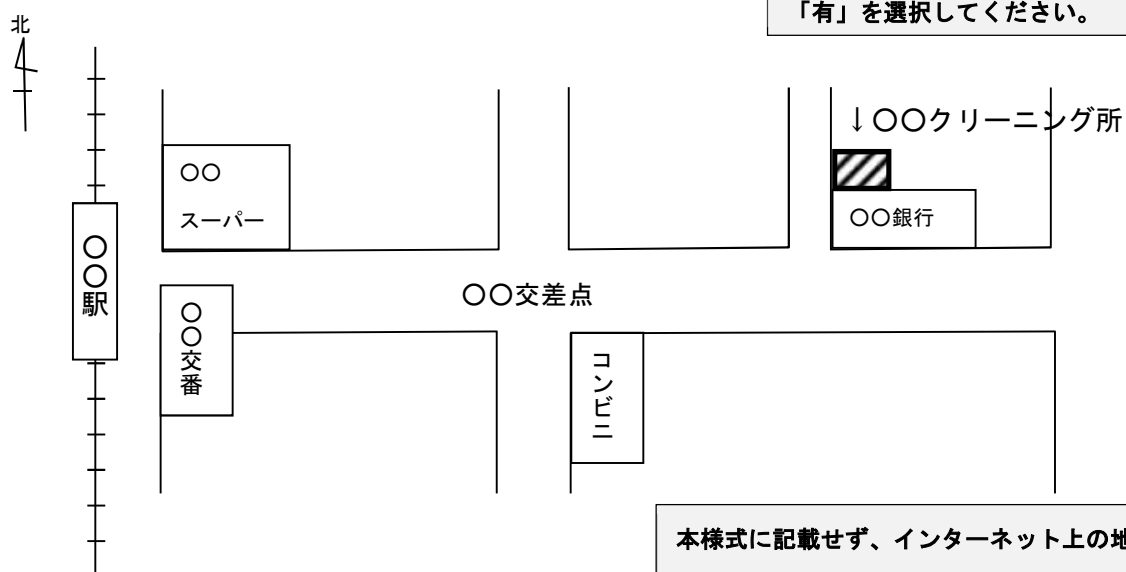 「有」を選択してください。
北
↓〇〇クリーニング所
〇〇
スーパー
〇〇銀行
〇〇駅
〇〇交差点
〇〇交番
コンビニ
本様式に記載せず、インターネット上の地